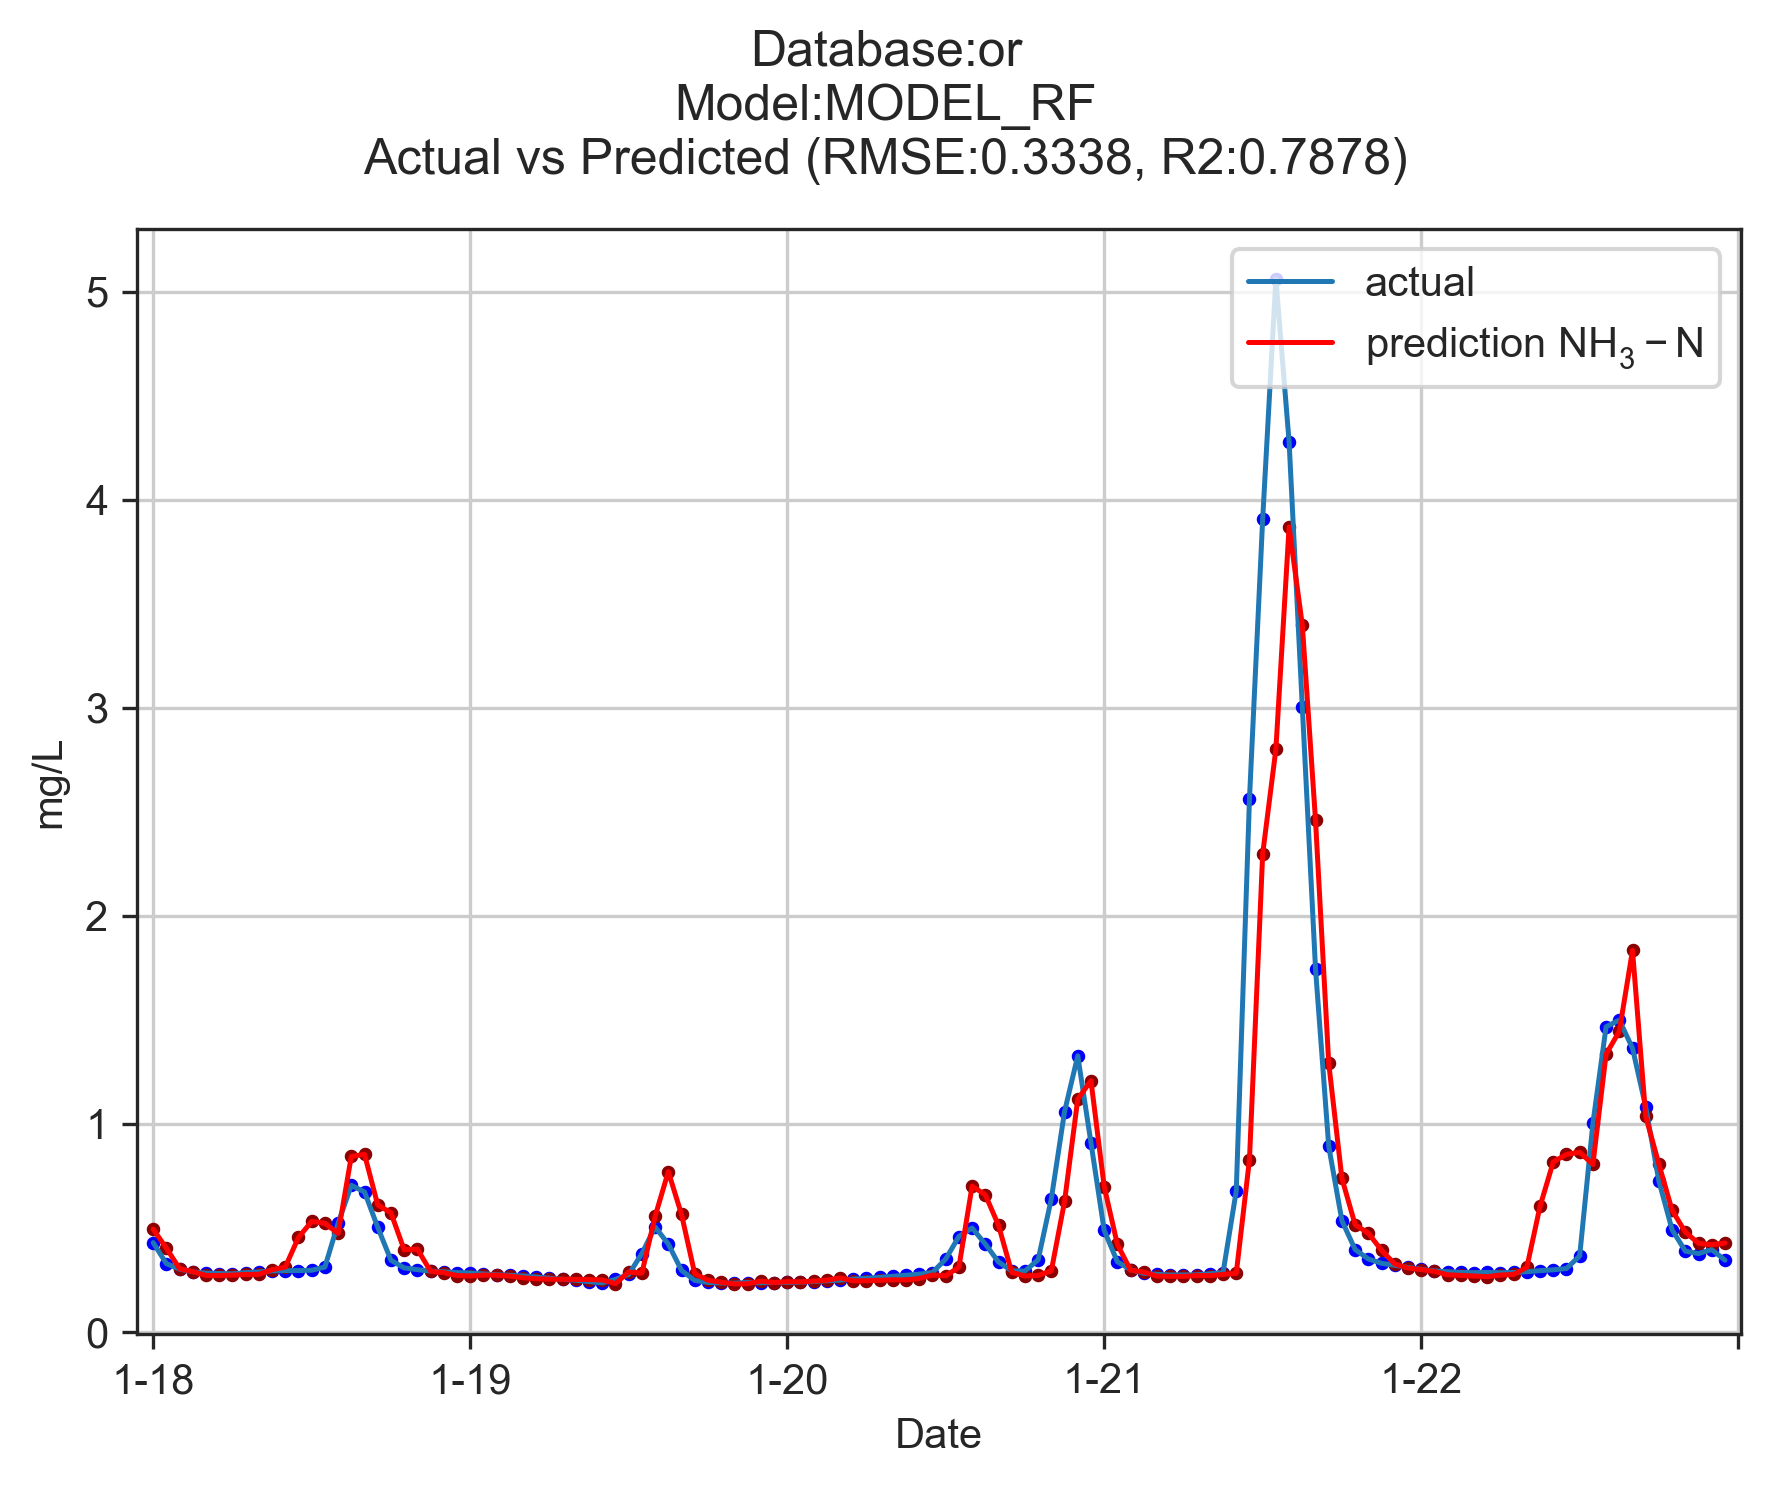 Database:or
Model:MODEL_RF
Actual vs Predicted (RMSE:0.3338, R2:0.7878)
actual
prediction NH₃ − N
5
4
3
2
1
0
mg/L
1-18 1-19 1-20 1-21 1-22
Date